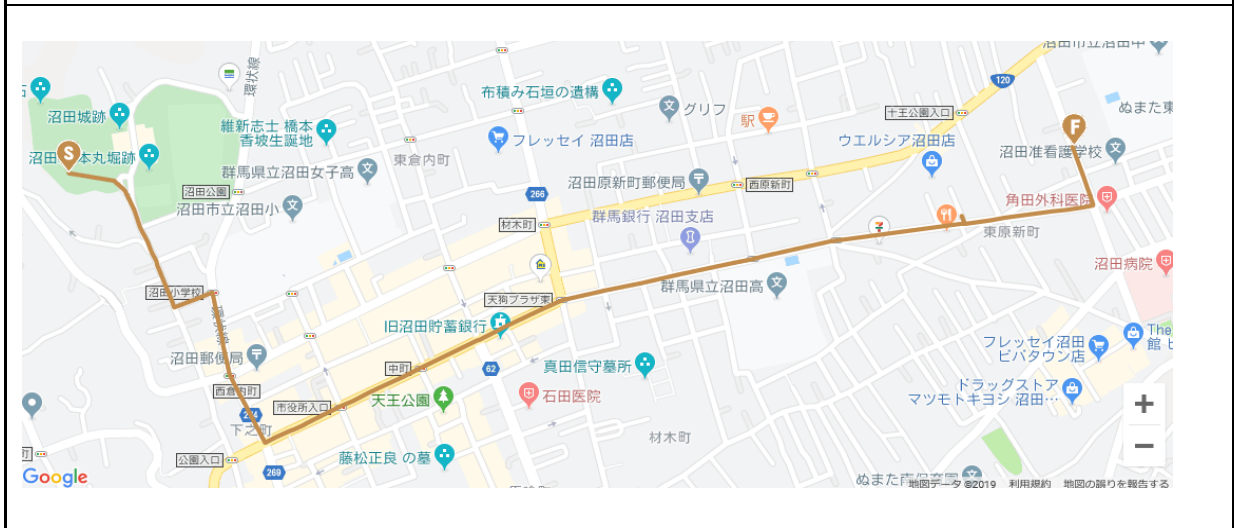 沼田市立沼田中
環状線
120
布積み石垣の遺構
沼田城跡
グリフ
駅
十王公園入口
ぬまた東
維新志士 橋本
香坡生誕地
フレッセイ 沼田店
ウエルシア沼田店
F
S
沼田
本丸堀跡
東倉内町
沼田准看護学校
群馬県立沼田女子高
沼田公園
266
沼田原新町郵便局
西原新町
角田外科医院
沼田市立沼田小
材木町
群馬銀行 沼田支店
東原新町
沼田病院
群馬県立沼田高
沼田小学校
天狗プラザ東
環状線
旧沼田貯蓄銀行
沼田郵便局
中町
62
真田信守墓所
フレッセイ沼田
ビバタウン店
The
館
西倉内町
市役所入口
天王公園
石田医院
ドラッグストア
マツモトキヨシ 沼田…
下之町
材木町
公園入口
269
藤松正良 の墓
+
−
Google
地図データ ©2019 利用規約 地図の誤りを報告する